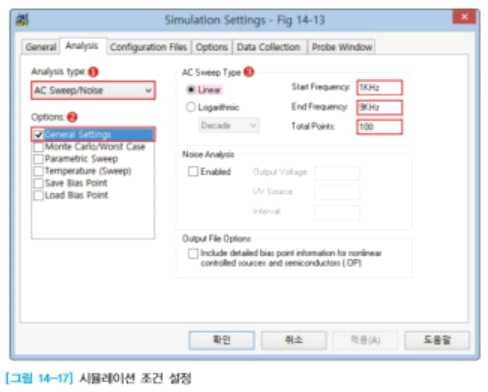 Simulation Settings - Fig 14-13
General Analysis Configuration Files Options Data Collection Probe Window
Analysis type 1
AC Sweep/Noise
Options: 2
General Settings
Monte Carlo/Worst Case
Parametric Sweep
Temperature (Sweep)
Save Bias Point
Load Bias Point
AC Sweep Type 3
Linear
Logarithmic
Decade
Start Frequency: 1KHz
End Frequency: 9KHz
Total Points: 100
Noise Analysis
Enabled
Output Voltage:
I/V Source:
Interval:
Output File Options
Include detailed bias point information for nonlinear
controlled sources and semiconductors (.OP)
확인 취소 적용(A) 도움말
[그림 14-17] 시뮬레이션 조건 설정